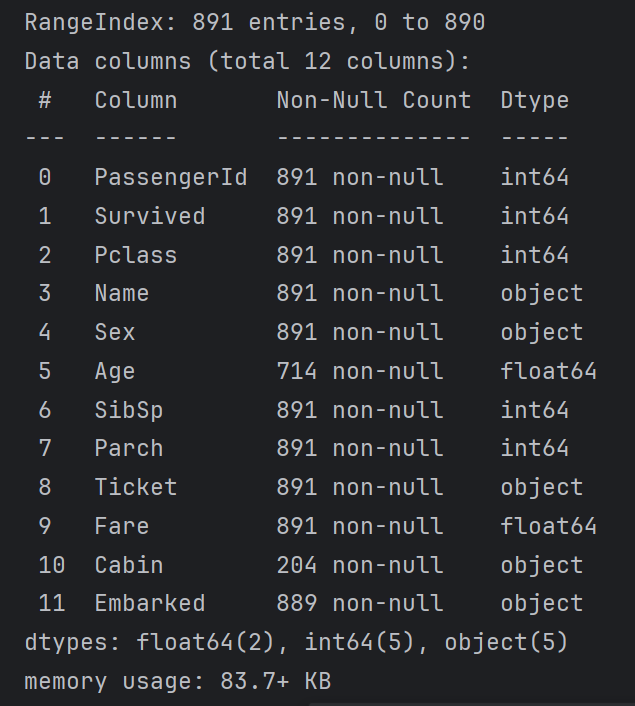 RangeIndex: 891 entries, 0 to 890
Data columns (total 12 columns):
 #   Column       Non-Null Count  Dtype
---  ------       --------------  -----
 0   PassengerId  891 non-null    int64
 1   Survived     891 non-null    int64
 2   Pclass       891 non-null    int64
 3   Name         891 non-null    object
 4   Sex          891 non-null    object
 5   Age          714 non-null    float64
 6   SibSp        891 non-null    int64
 7   Parch        891 non-null    int64
 8   Ticket       891 non-null    object
 9   Fare         891 non-null    float64
 10  Cabin        204 non-null    object
 11  Embarked     889 non-null    object
dtypes: float64(2), int64(5), object(5)
memory usage: 83.7+ KB